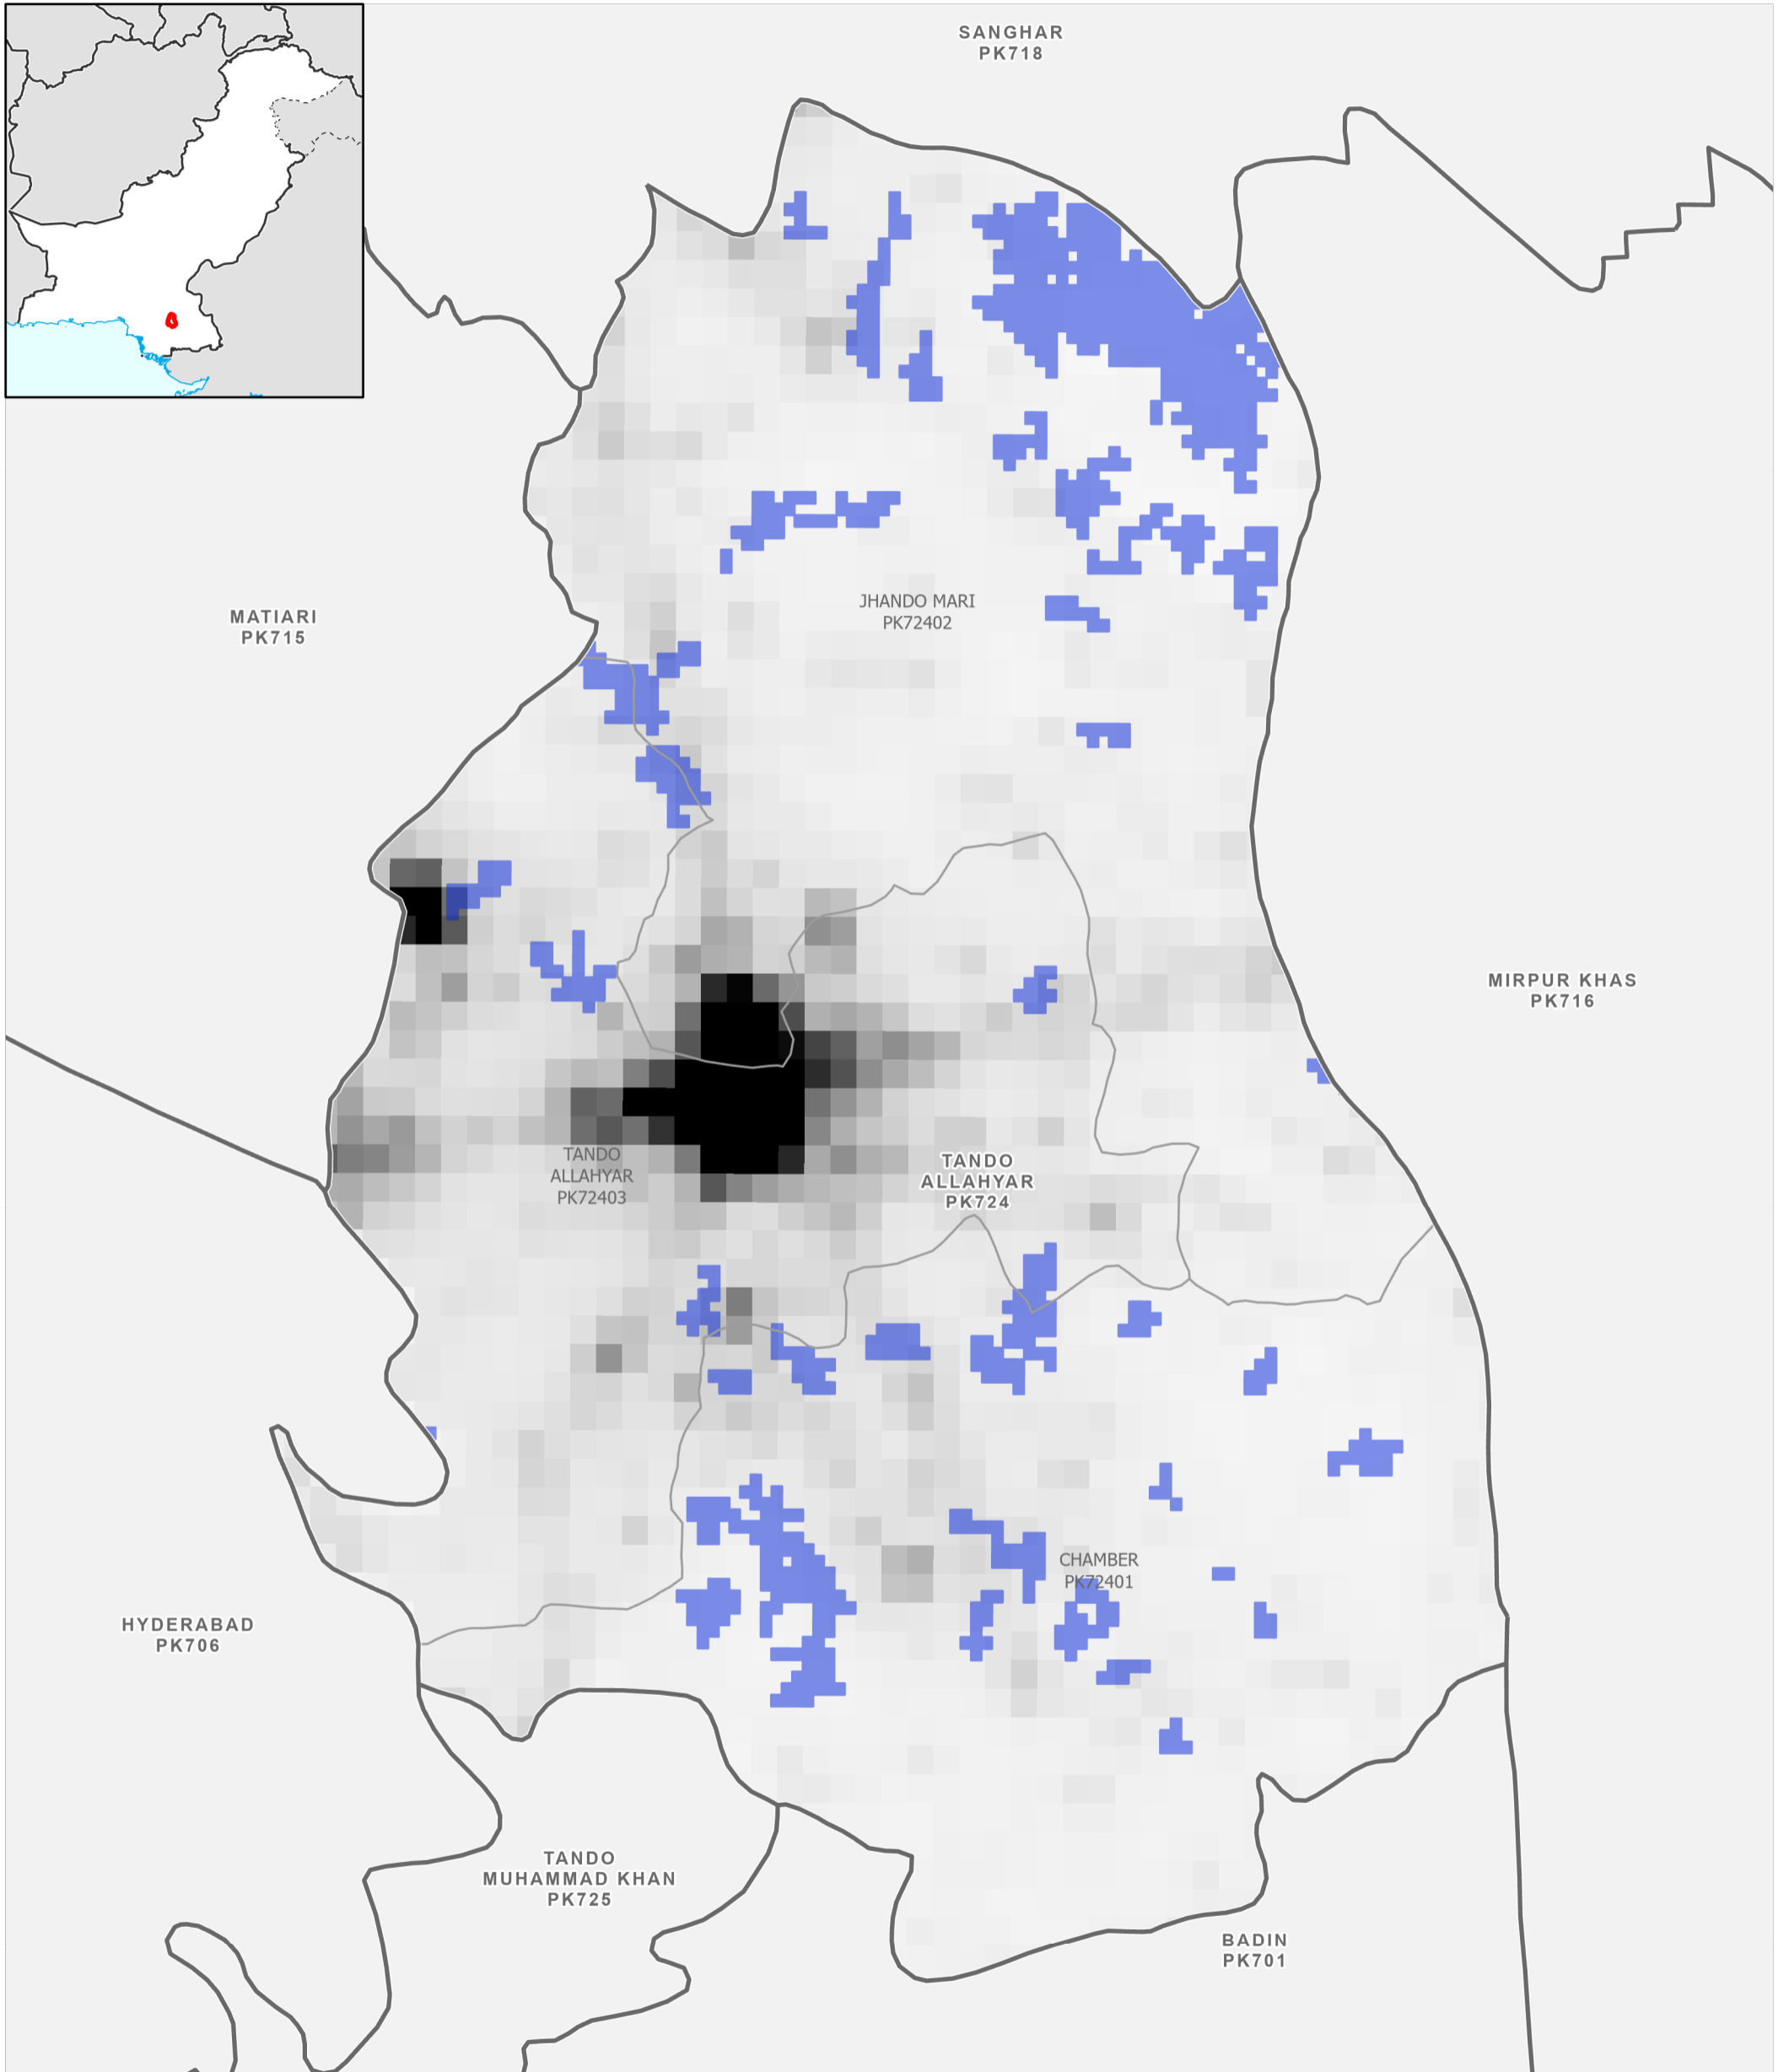 SANGHAR
PK718
MATIARI
PK715
JHANDO MARI
PK72402
MIRPUR KHAS
PK716
TANDO
ALLAHYAR
PK72403
TANDO
ALLAHYAR
PK724
CHAMBER
PK72401
HYDERABAD
PK706
TANDO
MUHAMMAD KHAN
PK725
BADIN
PK701